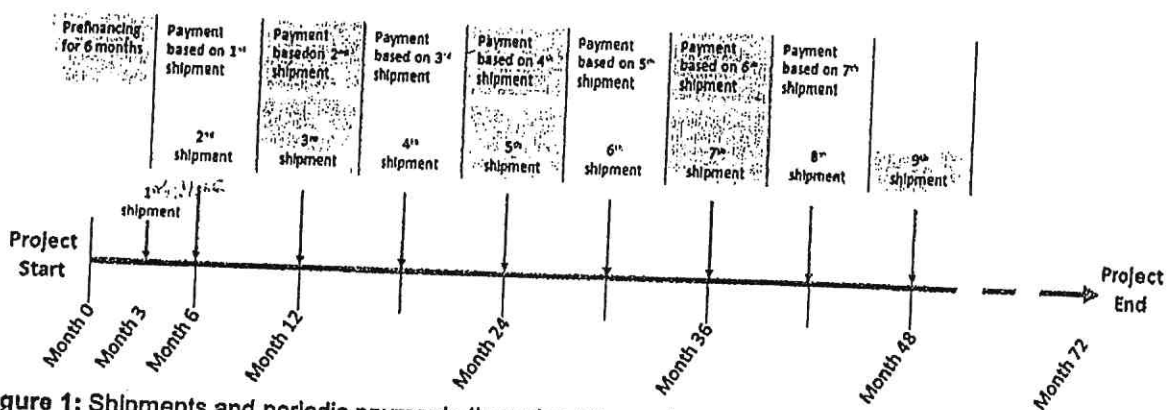 Prefinancing
for 6 months
Payment
based on 1st
shipment
Payment
based on 2nd
shipment
Payment
based on 3rd
shipment
Payment
based on 4th
shipment
Payment
based on 5th
shipment
Payment
based on 6th
shipment
Payment
based on 7th
shipment
2nd
shipment
3rd
shipment
4th
shipment
5th
shipment
6th
shipment
7th
shipment
8th
shipment
9th
shipment
1st
shipment
Project
Start
Project
End
Month 0
Month 3
Month 6
Month 12
Month 24
Month 36
Month 48
Month 72
gure 1: Shipments and periodic payments